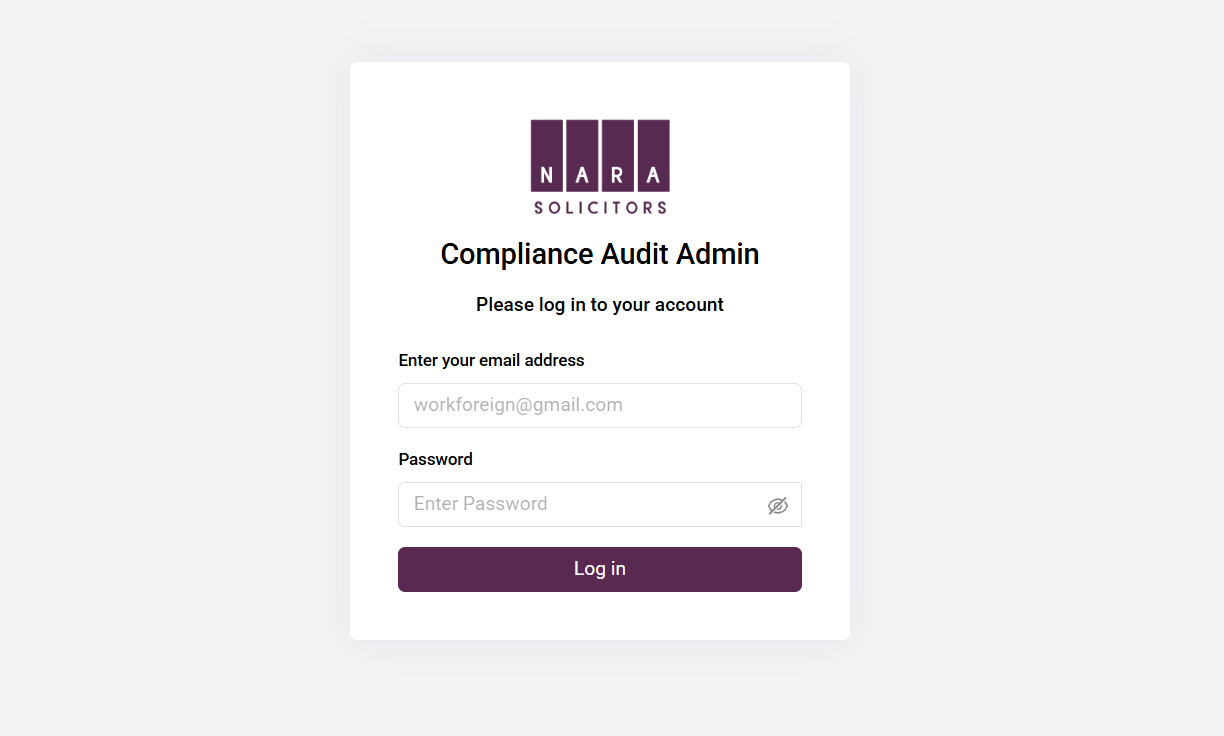 NARA
SOLICITORS
Compliance Audit Admin
Please log in to your account
Enter your email address
workforeign@gmail.com
Password
Enter Password
Log in